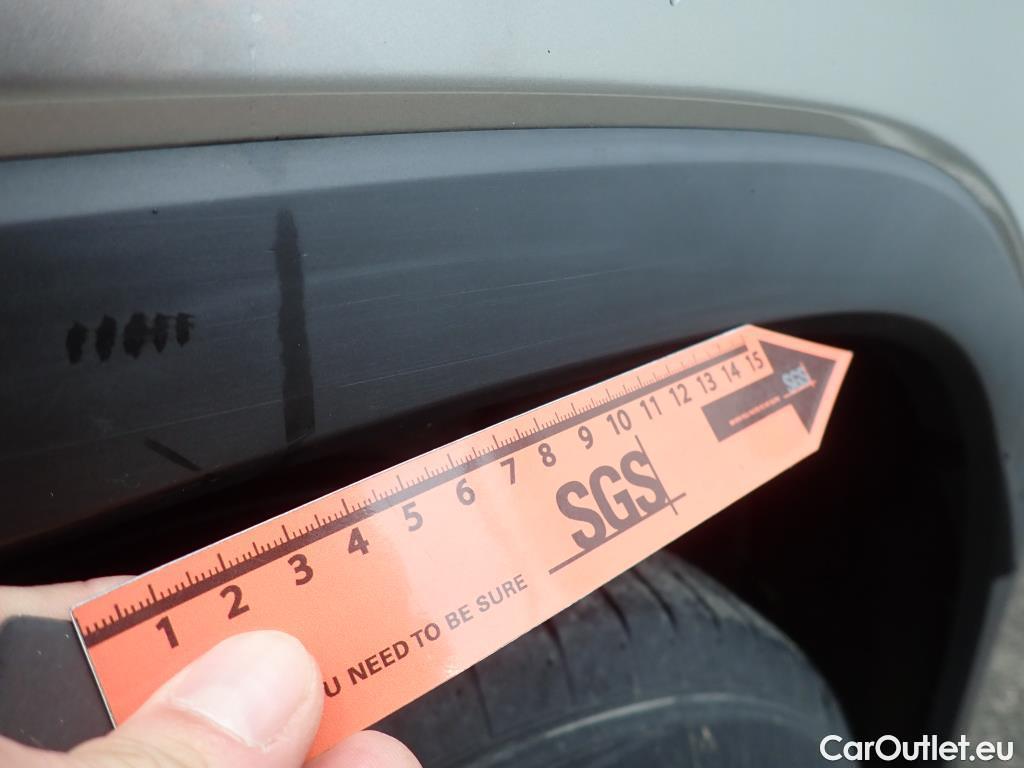 1 2 3 4 5 6 7 8 9 10 11 12 13 14 15
SGS
SGS
U NEED TO BE SURE
CarOutlet.eu